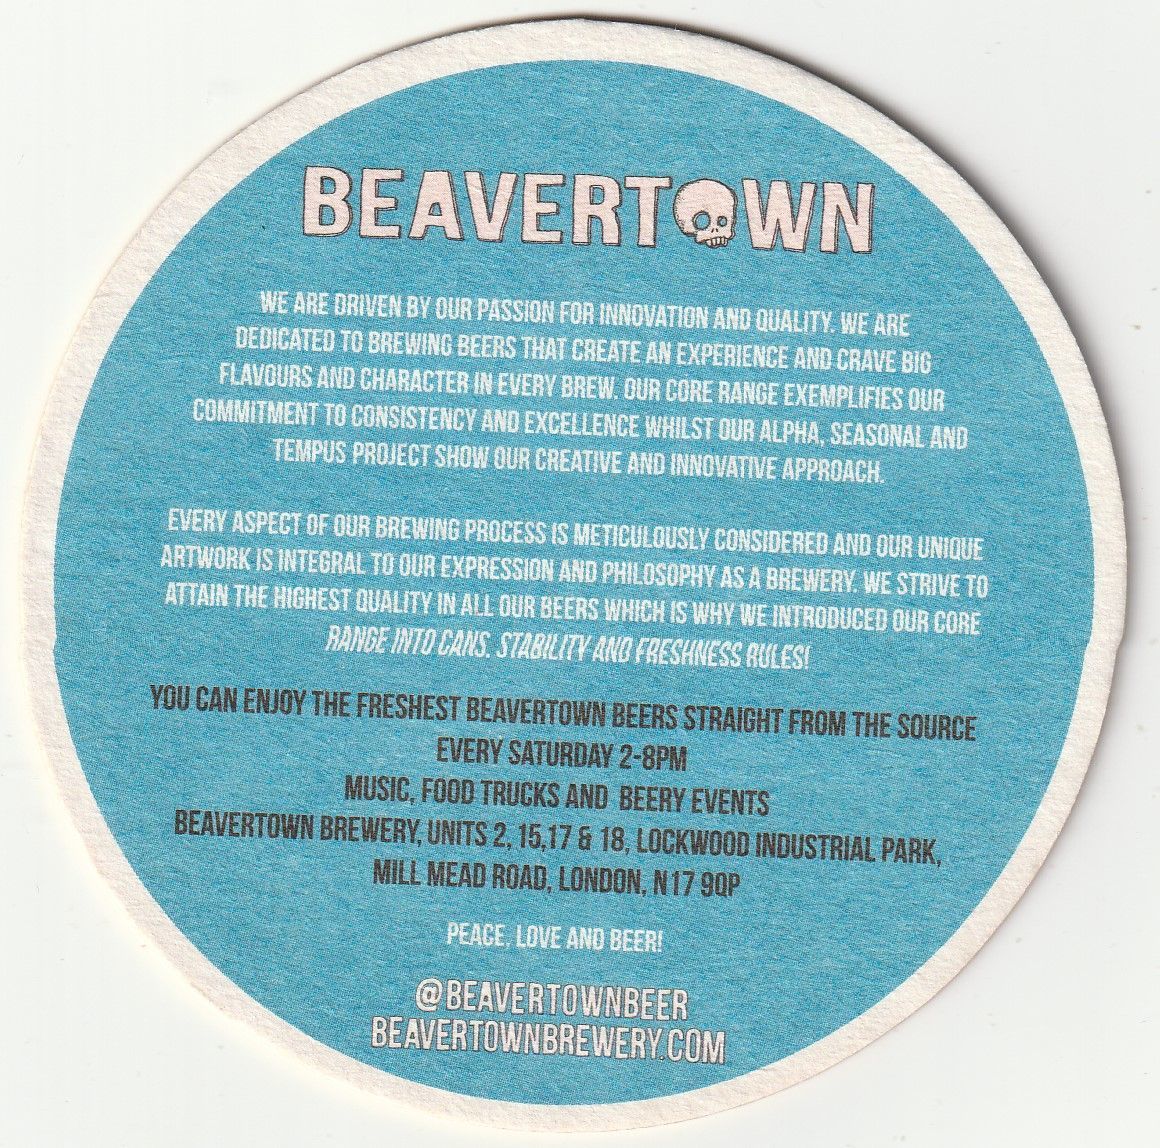 BEAVERTOWN
WE ARE DRIVEN BY OUR PASSION FOR INNOVATION AND QUALITY. WE ARE
DEDICATED TO BREWING BEERS THAT CREATE AN EXPERIENCE AND CRAVE BIG
FLAVOURS AND CHARACTER IN EVERY BREW. OUR CORE RANGE EXEMPLIFIES OUR
COMMITMENT TO CONSISTENCY AND EXCELLENCE WHILST OUR ALPHA, SEASONAL AND
TEMPUS PROJECT SHOW OUR CREATIVE AND INNOVATIVE APPROACH.
EVERY ASPECT OF OUR BREWING PROCESS IS METICULOUSLY CONSIDERED AND OUR UNIQUE
ARTWORK IS INTEGRAL TO OUR EXPRESSION AND PHILOSOPHY AS A BREWERY. WE STRIVE TO
ATTAIN THE HIGHEST QUALITY IN ALL OUR BEERS WHICH IS WHY WE INTRODUCED OUR CORE
RANGE INTO CANS. STABILITY AND FRESHNESS RULES!
YOU CAN ENJOY THE FRESHEST BEAVERTOWN BEERS STRAIGHT FROM THE SOURCE
EVERY SATURDAY 2-8PM
MUSIC, FOOD TRUCKS AND BEERY EVENTS
BEAVERTOWN BREWERY, UNITS 2, 15,17 & 18, LOCKWOOD INDUSTRIAL PARK,
MILL MEAD ROAD, LONDON, N17 9QP
PEACE, LOVE AND BEER!
@BEAVERTOWNBEER
BEAVERTOWNBREWERY.COM